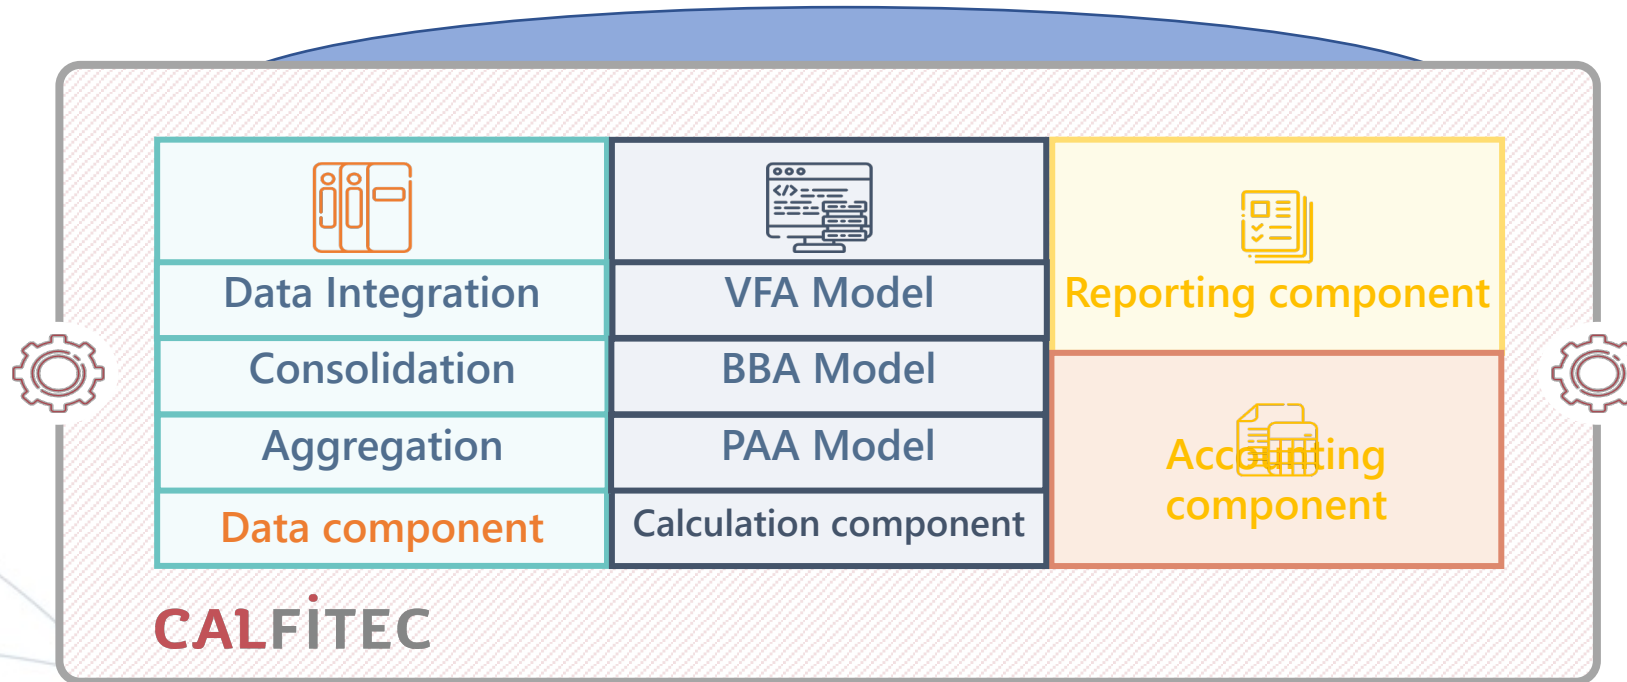 Data Integration
Consolidation
Aggregation
Data component
VFA Model
BBA Model
PAA Model
Calculation component
Reporting component
Accounting
component
CALFiTEC